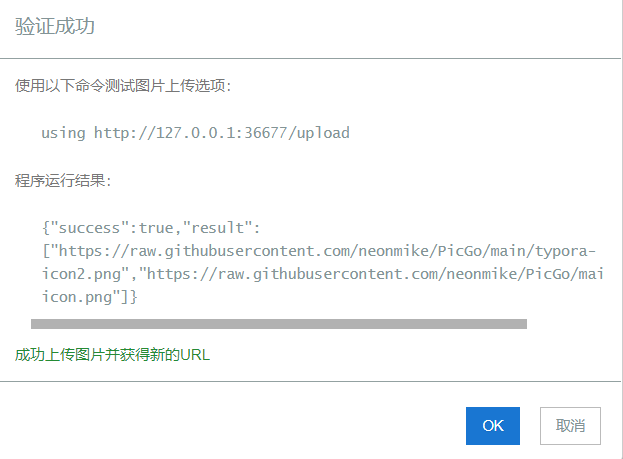 验证成功
使用以下命令测试图片上传选项:
using http://127.0.0.1:36677/upload
程序运行结果:
{"success":true,"result":
["https://raw.githubusercontent.com/neonmike/PicGo/main/typora-
icon2.png","https://raw.githubusercontent.com/neonmike/PicGo/mai
icon.png"]}
成功上传图片并获得新的URL
OK
取消